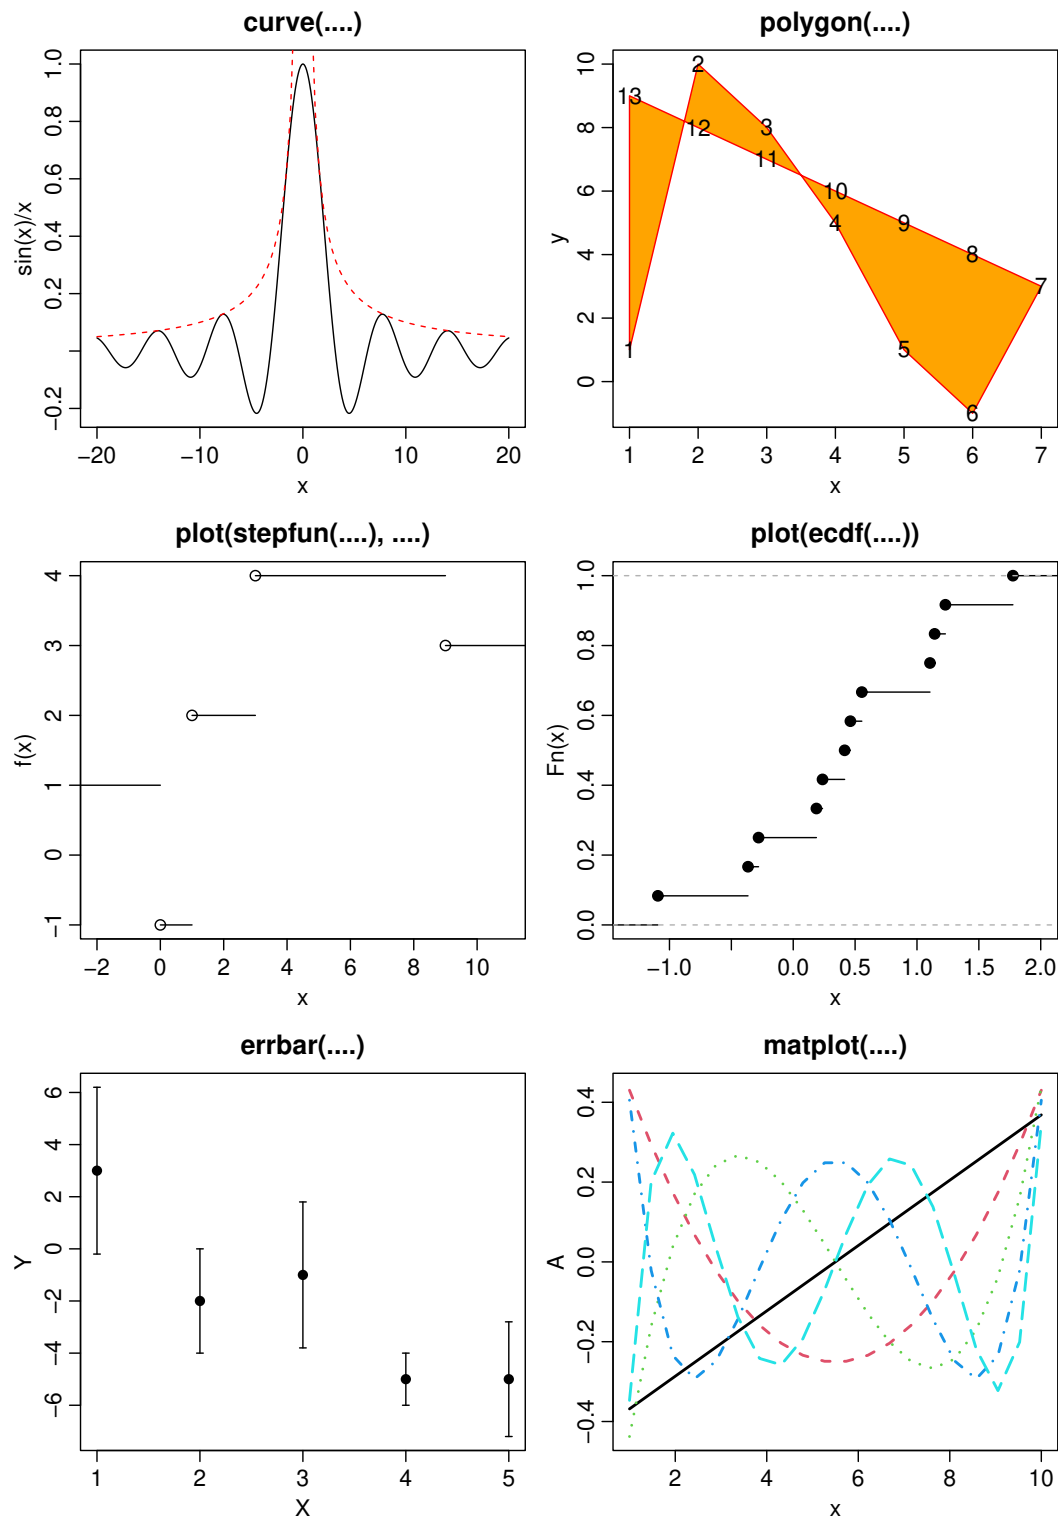 curve(....)
sin(x)/x
1.0
0.8
0.6
0.4
0.2
−0.2
−20 −10 0 10 20
x
polygon(....)
y
10
8
6
4
2
0
13
2
12
3
11
10
4
9
8
7
1
5
6
1 2 3 4 5 6 7
x
plot(stepfun(....), ....)
f(x)
4
3
2
1
0
−1
−2 0 2 4 6 8 10
x
plot(ecdf(....))
Fn(x)
1.0
0.8
0.6
0.4
0.2
0.0
−1.0 0.0 0.5 1.0 1.5 2.0
x
errbar(....)
Y
6
4
2
0
−2
−4
−6
1 2 3 4 5
X
matplot(....)
A
0.4
0.2
0.0
−0.2
−0.4
2 4 6 8 10
x